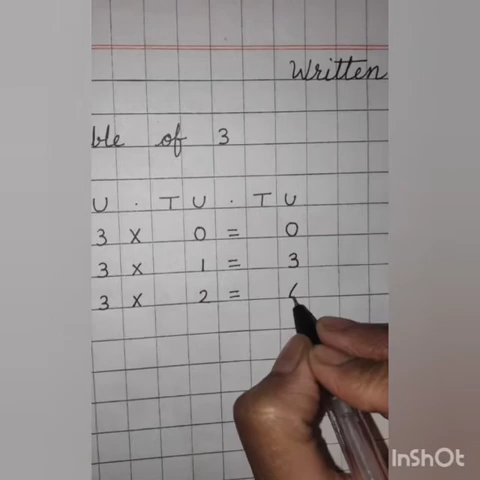 Written
ble of 3
U . T U . T U
3 x 0 = 0
3 x 1 = 3
3 x 2 =
InShOt